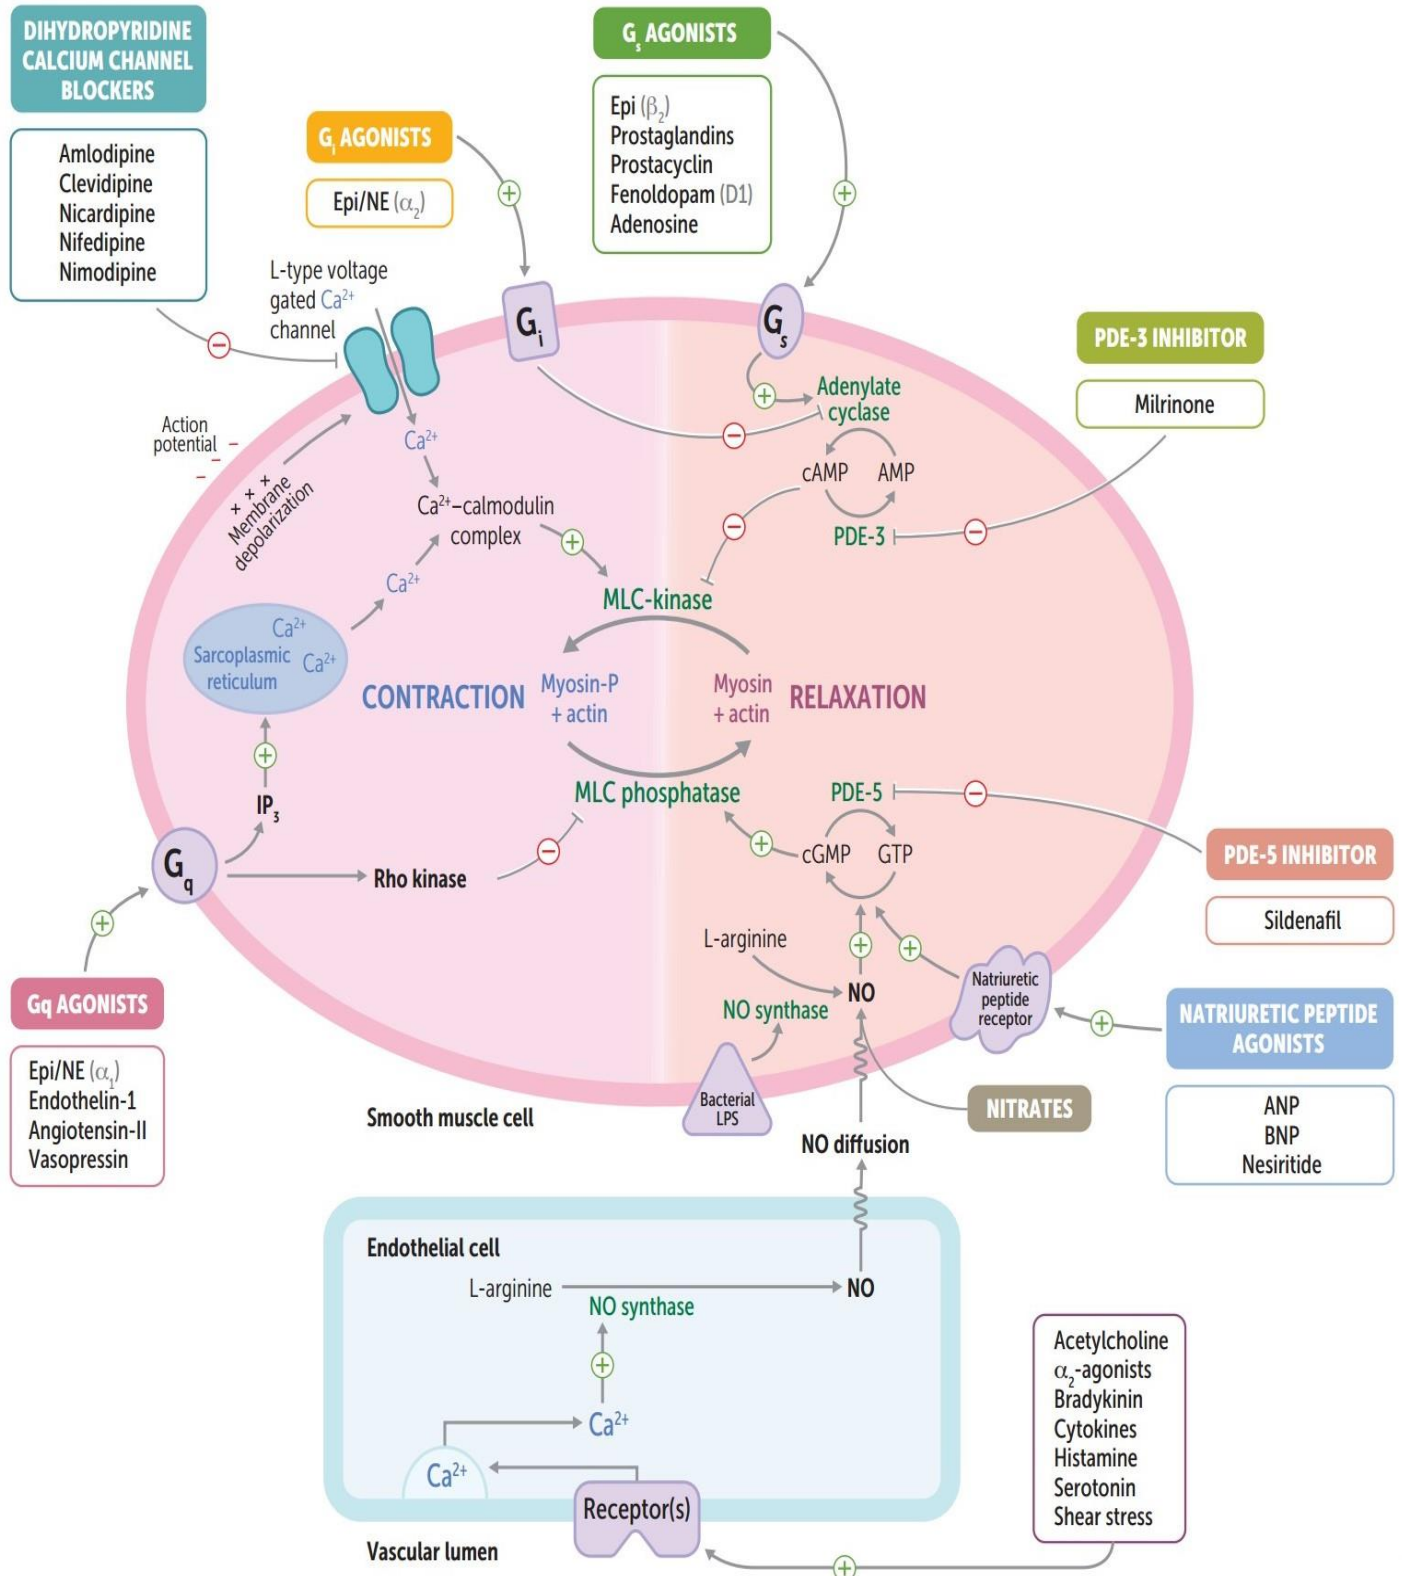 DIHYDROPYRIDINE
CALCIUM CHANNEL
BLOCKERS
Amlodipine
Clevidipine
Nicardipine
Nifedipine
Nimodipine
Gᵢ AGONISTS
Epi/NE (α₂)
Gₛ AGONISTS
Epi (β₂)
Prostaglandins
Prostacyclin
Fenoldopam (D1)
Adenosine
L-type voltage
gated Ca²⁺
channel
Gᵢ
Gₛ
PDE-3 INHIBITOR
Milrinone
Action
potential
+ + +
Membrane
depolarization
Ca²⁺
Ca²⁺–calmodulin
complex
Ca²⁺
Adenylate
cyclase
cAMP
AMP
PDE-3
MLC-kinase
Ca²⁺
Sarcoplasmic
reticulum
Ca²⁺
CONTRACTION
Myosin-P
+ actin
Myosin
+ actin
RELAXATION
IP₃
MLC phosphatase
PDE-5
cGMP
GTP
G_q
Rho kinase
PDE-5 INHIBITOR
Sildenafil
Gq AGONISTS
Epi/NE (α₁)
Endothelin-1
Angiotensin-II
Vasopressin
L-arginine
NO
NO synthase
Natriuretic
peptide
receptor
NATRIURETIC PEPTIDE
AGONISTS
ANP
BNP
Nesiritide
Bacterial
LPS
NITRATES
Smooth muscle cell
NO diffusion
Endothelial cell
L-arginine
NO
NO synthase
Ca²⁺
Ca²⁺
Receptor(s)
Vascular lumen
Acetylcholine
α₂-agonists
Bradykinin
Cytokines
Histamine
Serotonin
Shear stress